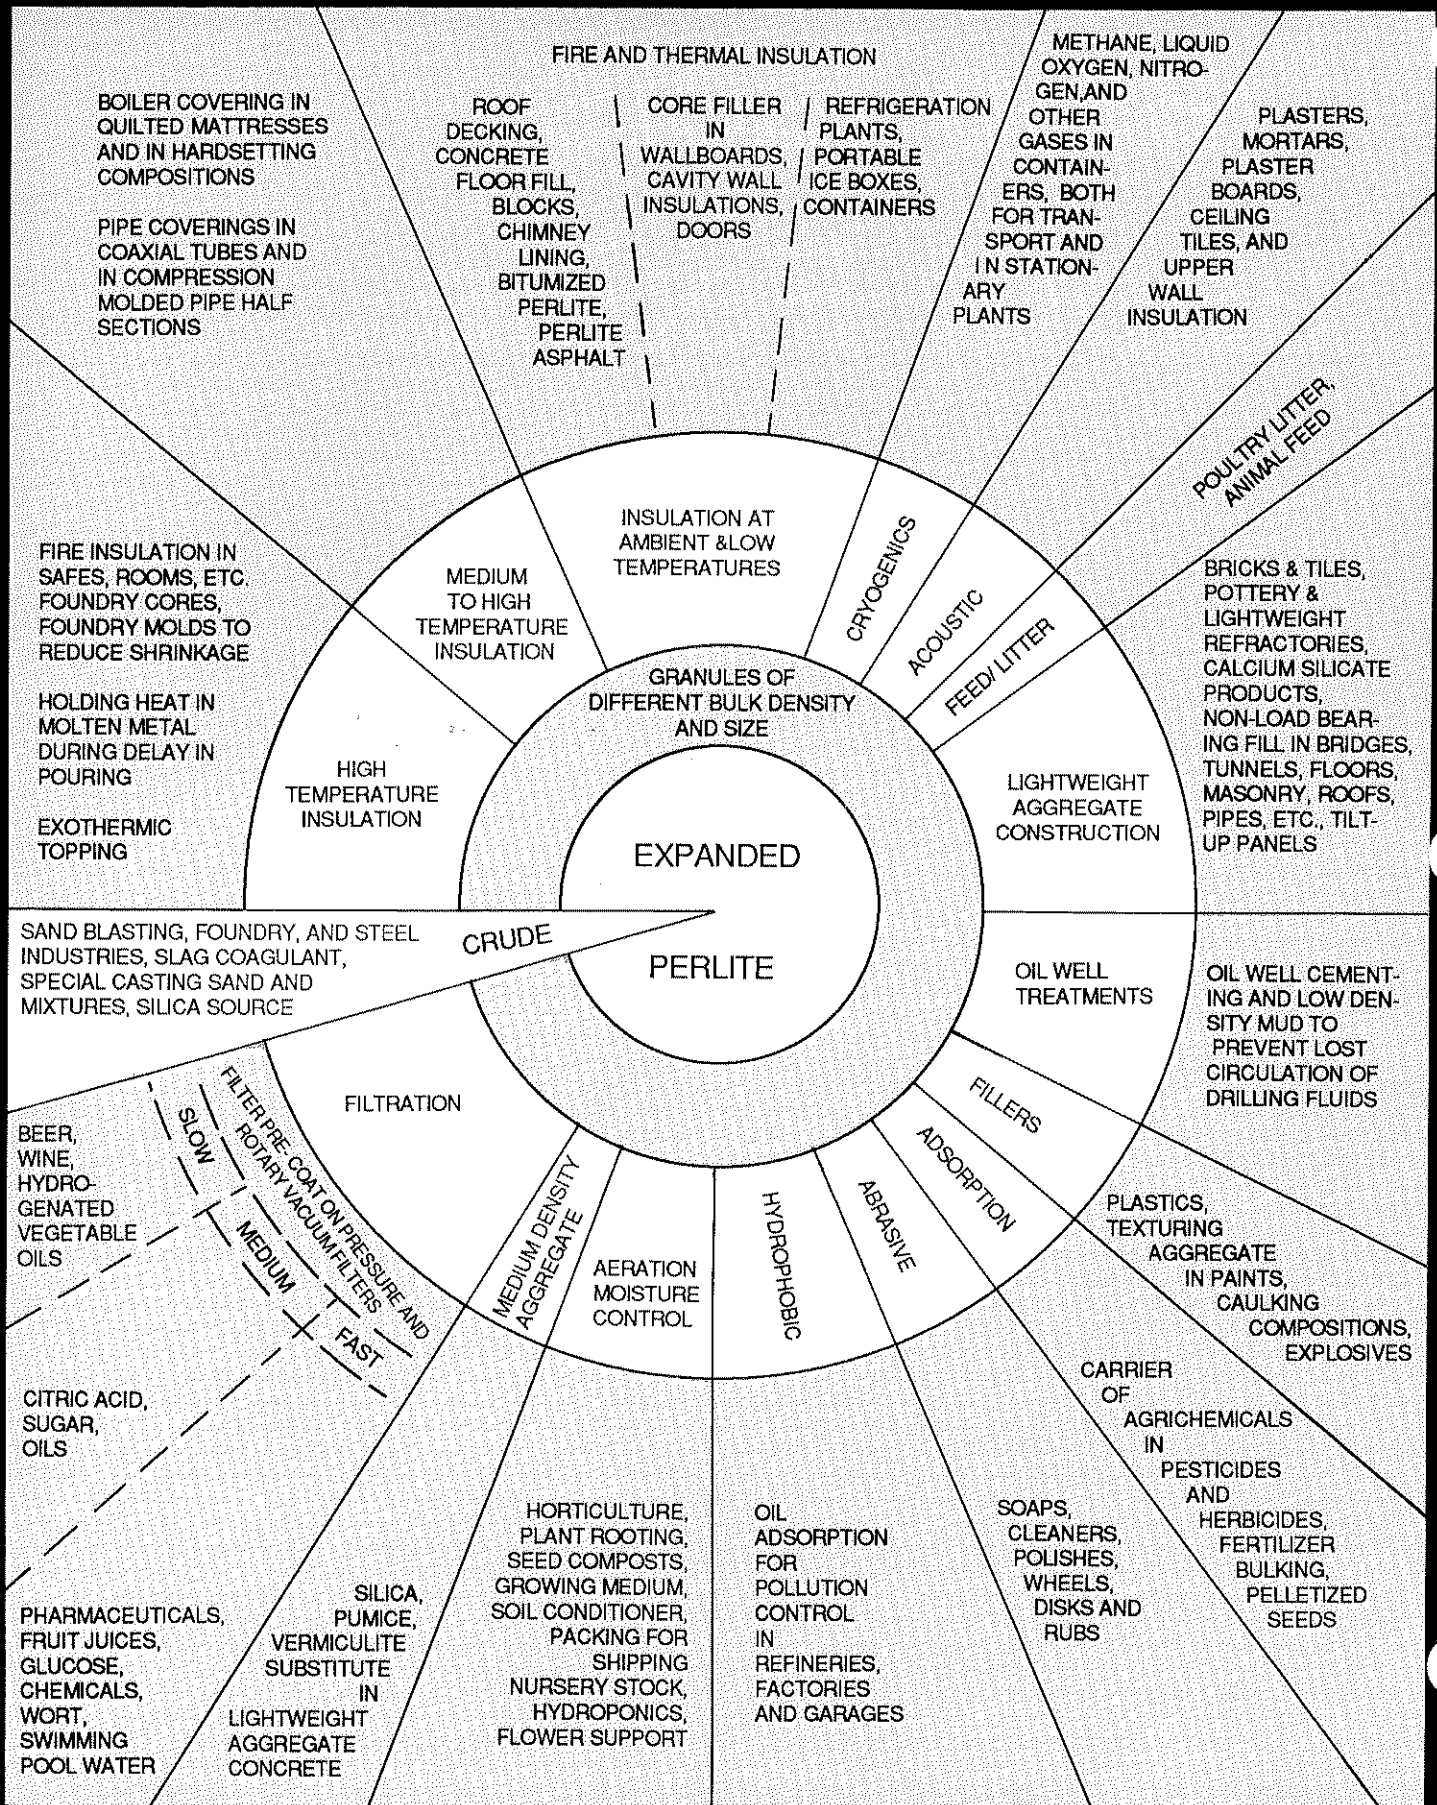 FIRE AND THERMAL INSULATION
BOILER COVERING IN
QUILTED MATTRESSES
AND IN HARDSETTING
COMPOSITIONS
PIPE COVERINGS IN
COAXIAL TUBES AND
IN COMPRESSION
MOLDED PIPE HALF
SECTIONS
ROOF
DECKING,
CONCRETE
FLOOR FILL,
BLOCKS,
CHIMNEY
LINING,
BITUMIZED
PERLITE,
PERLITE
ASPHALT
CORE FILLER
IN
WALLBOARDS,
CAVITY WALL
INSULATIONS,
DOORS
REFRIGERATION
PLANTS,
PORTABLE
ICE BOXES,
CONTAINERS
METHANE, LIQUID
OXYGEN, NITRO-
GEN,AND
OTHER
GASES IN
CONTAIN-
ERS, BOTH
FOR TRAN-
SPORT AND
IN STATION-
ARY
PLANTS
PLASTERS,
MORTARS,
PLASTER
BOARDS,
CEILING
TILES, AND
UPPER
WALL
INSULATION
POULTRY LITTER,
ANIMAL FEED
FIRE INSULATION IN
SAFES, ROOMS, ETC.
FOUNDRY CORES,
FOUNDRY MOLDS TO
REDUCE SHRINKAGE
HOLDING HEAT IN
MOLTEN METAL
DURING DELAY IN
POURING
EXOTHERMIC
TOPPING
HIGH
TEMPERATURE
INSULATION
MEDIUM
TO HIGH
TEMPERATURE
INSULATION
INSULATION AT
AMBIENT &LOW
TEMPERATURES
CRYOGENICS
ACOUSTIC
FEED/ LITTER
LIGHTWEIGHT
AGGREGATE
CONSTRUCTION
BRICKS & TILES,
POTTERY &
LIGHTWEIGHT
REFRACTORIES,
CALCIUM SILICATE
PRODUCTS,
NON-LOAD BEAR-
ING FILL IN BRIDGES,
TUNNELS, FLOORS,
MASONRY, ROOFS,
PIPES, ETC., TILT-
UP PANELS
GRANULES OF
DIFFERENT BULK DENSITY
AND SIZE
EXPANDED
PERLITE
CRUDE
SAND BLASTING, FOUNDRY, AND STEEL
INDUSTRIES, SLAG COAGULANT,
SPECIAL CASTING SAND AND
MIXTURES, SILICA SOURCE
OIL WELL
TREATMENTS
OIL WELL CEMENT-
ING AND LOW DEN-
SITY MUD TO
PREVENT LOST
CIRCULATION OF
DRILLING FLUIDS
FILLERS
PLASTICS,
TEXTURING
AGGREGATE
IN PAINTS,
CAULKING
COMPOSITIONS,
EXPLOSIVES
ADSORPTION
CARRIER
OF
AGRICHEMICALS
IN
PESTICIDES
AND
HERBICIDES,
FERTILIZER
BULKING,
PELLETIZED
SEEDS
ABRASIVE
SOAPS,
CLEANERS,
POLISHES,
WHEELS,
DISKS AND
RUBS
HYDROPHOBIC
OIL
ADSORPTION
FOR
POLLUTION
CONTROL
IN
REFINERIES,
FACTORIES
AND GARAGES
AERATION
MOISTURE
CONTROL
HORTICULTURE,
PLANT ROOTING,
SEED COMPOSTS,
GROWING MEDIUM,
SOIL CONDITIONER,
PACKING FOR
SHIPPING
NURSERY STOCK,
HYDROPONICS,
FLOWER SUPPORT
MEDIUM DENSITY
AGGREGATE
SILICA,
PUMICE,
VERMICULITE
SUBSTITUTE
IN
LIGHTWEIGHT
AGGREGATE
CONCRETE
FILTRATION
FILTER PRE-COAT ON PRESSURE AND
ROTARY VACUUM FILTERS
SLOW
MEDIUM
FAST
BEER,
WINE,
HYDRO-
GENATED
VEGETABLE
OILS
CITRIC ACID,
SUGAR,
OILS
PHARMACEUTICALS,
FRUIT JUICES,
GLUCOSE,
CHEMICALS,
WORT,
SWIMMING
POOL WATER